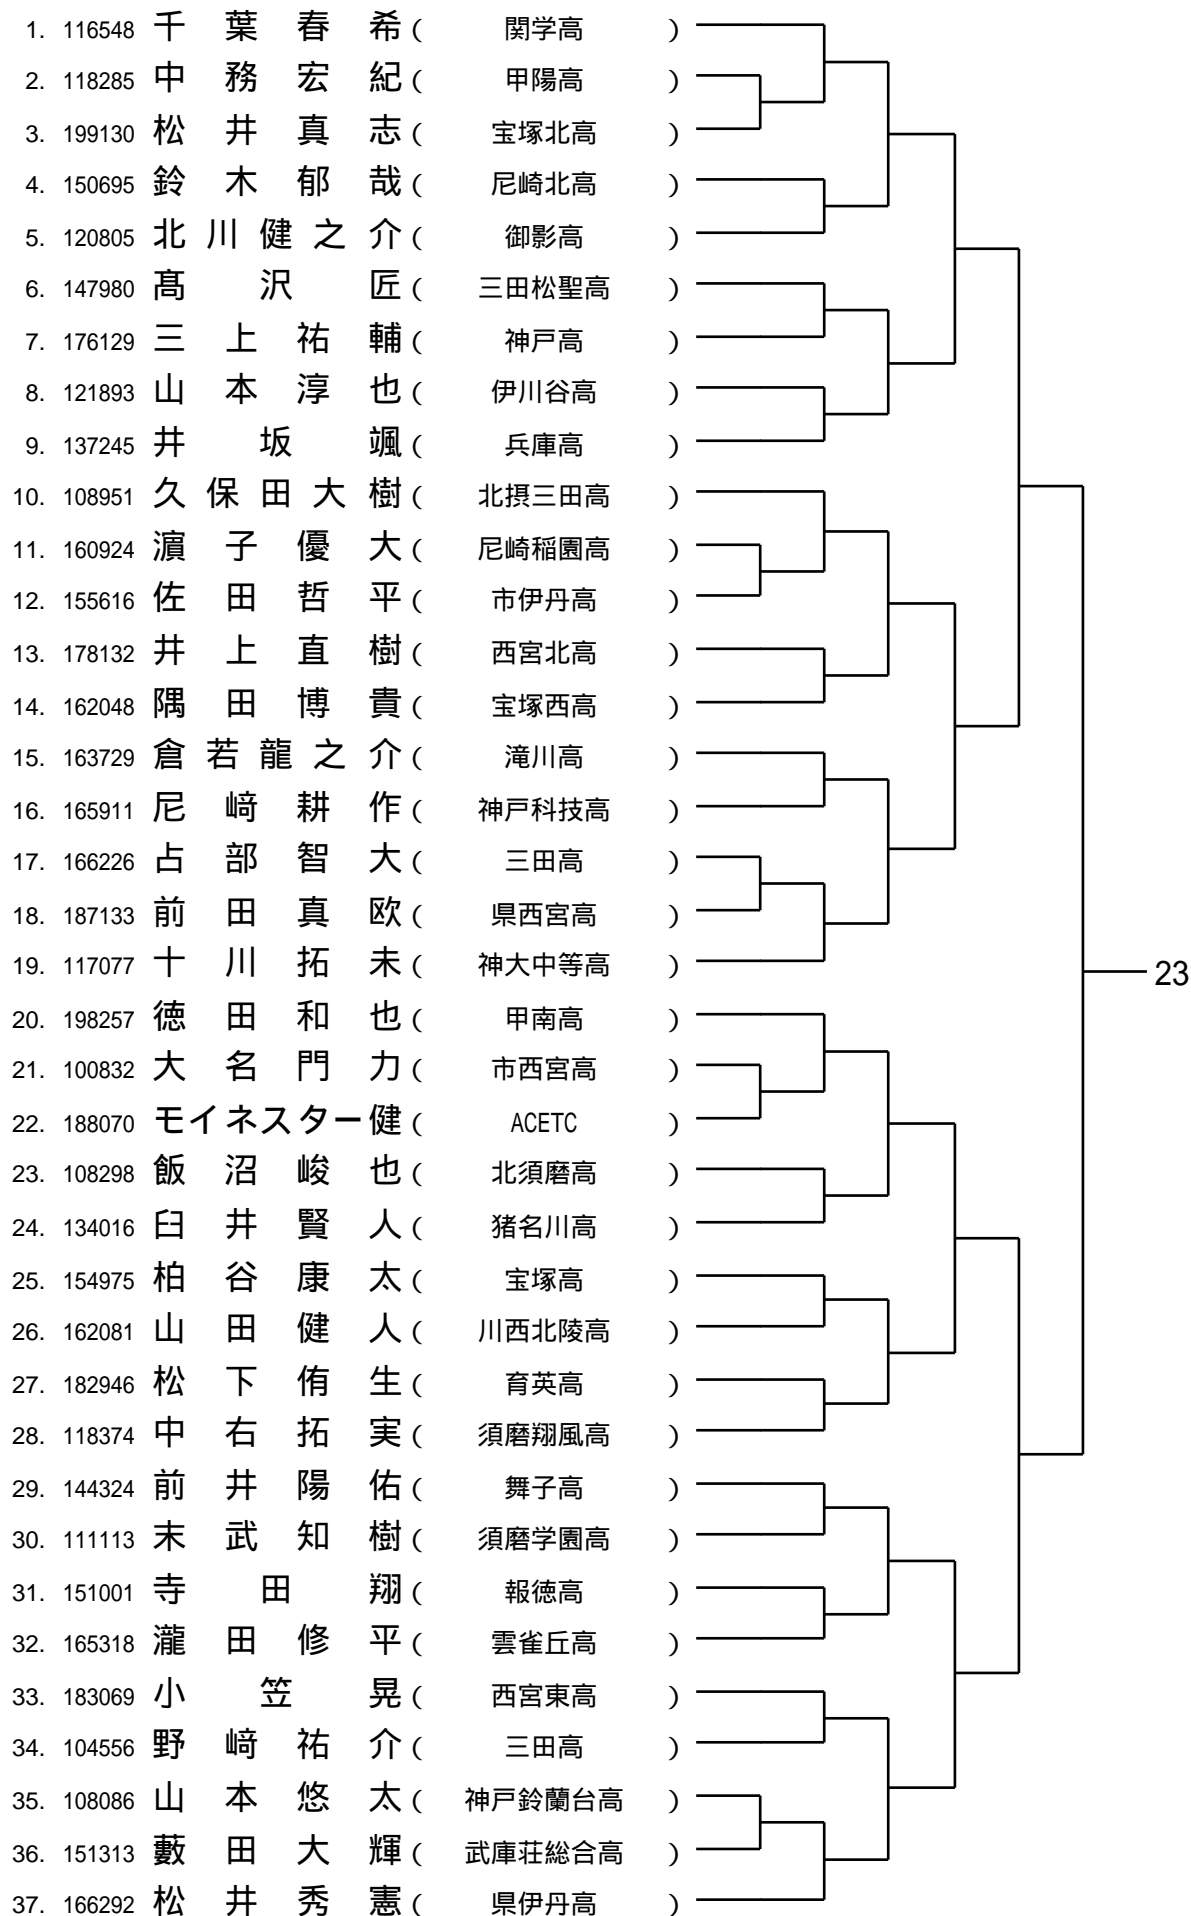 1. 116548 千葉春希( 関学高 )
2. 118285 中務宏紀( 甲陽高 )
3. 199130 松井真志( 宝塚北高 )
4. 150695 鈴木郁哉( 尼崎北高 )
5. 120805 北川健之介( 御影高 )
6. 147980 髙沢匠( 三田松聖高 )
7. 176129 三上祐輔( 神戸高 )
8. 121893 山本淳也( 伊川谷高 )
9. 137245 井坂颯( 兵庫高 )
10. 108951 久保田大樹( 北摂三田高 )
11. 160924 濵子優大( 尼崎稲園高 )
12. 155616 佐田哲平( 市伊丹高 )
13. 178132 井上直樹( 西宮北高 )
14. 162048 隅田博貴( 宝塚西高 )
15. 163729 倉若龍之介( 滝川高 )
16. 165911 尼﨑耕作( 神戸科技高 )
17. 166226 占部智大( 三田高 )
18. 187133 前田真欧( 県西宮高 )
19. 117077 十川拓未( 神大中等高 )
23
20. 198257 徳田和也( 甲南高 )
21. 100832 大名門力( 市西宮高 )
22. 188070 モイネスター健( ACETC )
23. 108298 飯沼峻也( 北須磨高 )
24. 134016 臼井賢人( 猪名川高 )
25. 154975 柏谷康太( 宝塚高 )
26. 162081 山田健人( 川西北陵高 )
27. 182946 松下侑生( 育英高 )
28. 118374 中右拓実( 須磨翔風高 )
29. 144324 前井陽佑( 舞子高 )
30. 111113 末武知樹( 須磨学園高 )
31. 151001 寺田翔( 報徳高 )
32. 165318 瀧田修平( 雲雀丘高 )
33. 183069 小笠晃( 西宮東高 )
34. 104556 野﨑祐介( 三田高 )
35. 108086 山本悠太( 神戸鈴蘭台高 )
36. 151313 藪田大輝( 武庫荘総合高 )
37. 166292 松井秀憲( 県伊丹高 )